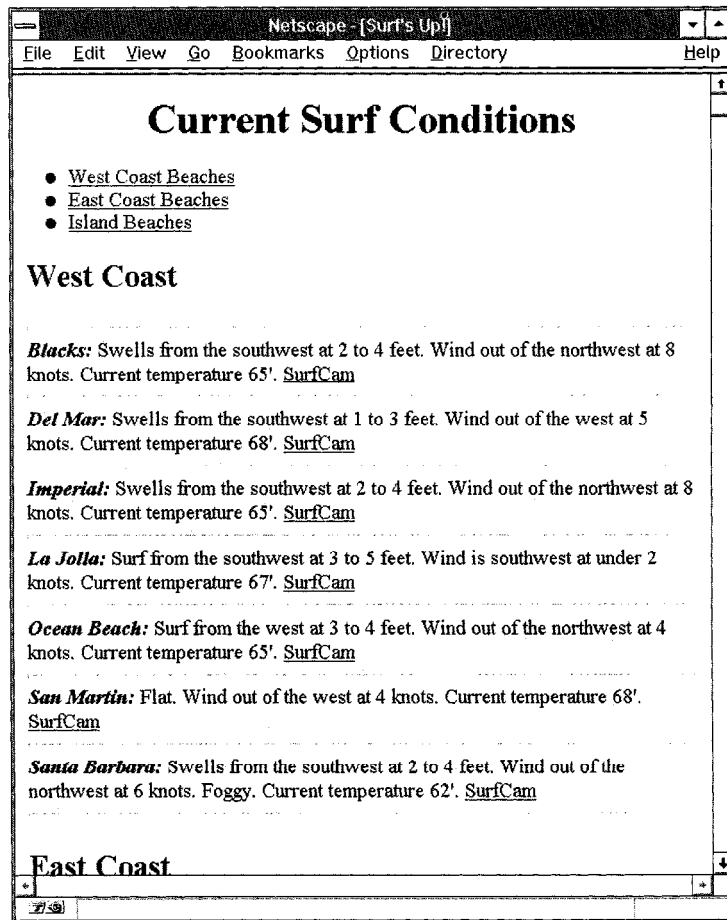 Netscape - [Surf's Up!]
File Edit View Go Bookmarks Options Directory Help
Current Surf Conditions
West Coast Beaches
East Coast Beaches
Island Beaches
West Coast
Blacks: Swells from the southwest at 2 to 4 feet. Wind out of the northwest at 8
knots. Current temperature 65'. SurfCam
Del Mar: Swells from the southwest at 1 to 3 feet. Wind out of the west at 5
knots. Current temperature 68'. SurfCam
Imperial: Swells from the southwest at 2 to 4 feet. Wind out of the northwest at 8
knots. Current temperature 65'. SurfCam
La Jolla: Surf from the southwest at 3 to 5 feet. Wind is southwest at under 2
knots. Current temperature 67'. SurfCam
Ocean Beach: Surf from the west at 3 to 4 feet. Wind out of the northwest at 4
knots. Current temperature 65'. SurfCam
San Martin: Flat. Wind out of the west at 4 knots. Current temperature 68'.
SurfCam
Santa Barbara: Swells from the southwest at 2 to 4 feet. Wind out of the
northwest at 6 knots. Foggy. Current temperature 62'. SurfCam
East Coast